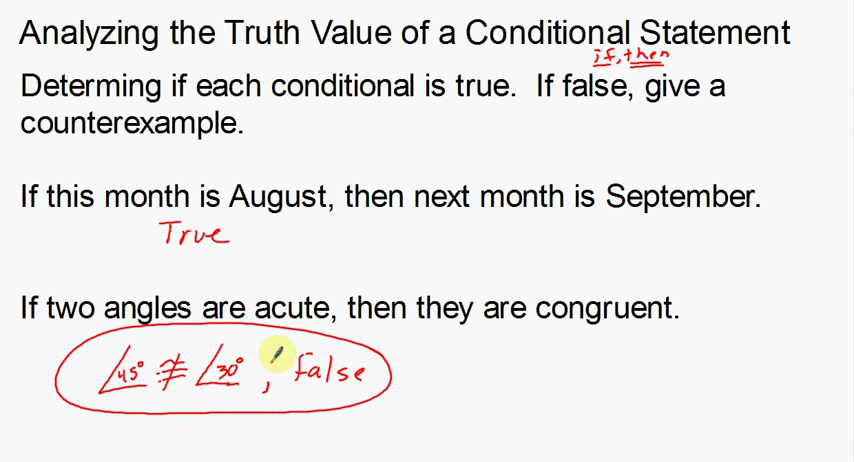 Analyzing the Truth Value of a Conditional Statement
if, then
Determing if each conditional is true. If false, give a
counterexample.
If this month is August, then next month is September.
True
If two angles are acute, then they are congruent.
∠45° ≇ ∠30° , false